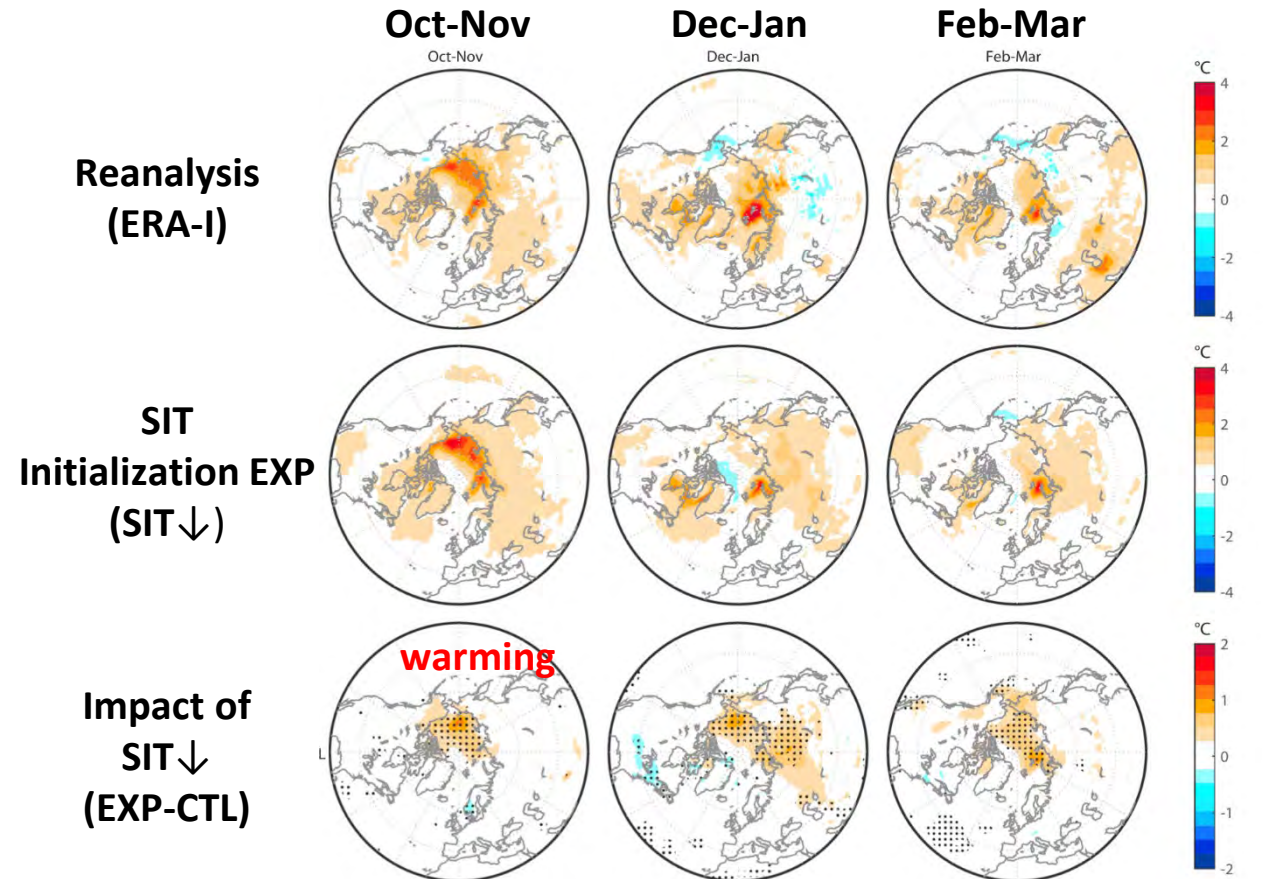 Oct-Nov Dec-Jan Feb-Mar
Oct-Nov Dec-Jan Feb-Mar
°C
4
2
0
-2
-4
Reanalysis
(ERA-I)
°C
4
2
0
-2
-4
SIT
Initialization EXP
(SIT↓)
°C
2
1
0
-1
-2
warming
Impact of
SIT↓
(EXP-CTL)
L